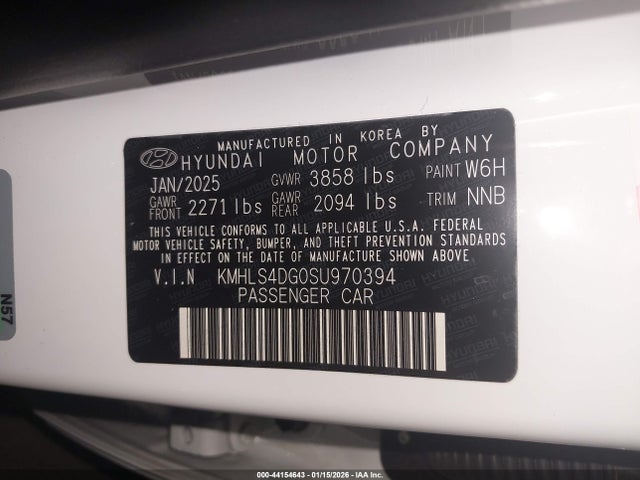 MANUFACTURED IN KOREA BY
HYUNDAI MOTOR COMPANY
JAN/2025 GVWR 3858 lbs PAINT W6H
GAWR FRONT 2271 lbs GAWR REAR 2094 lbs TRIM NNB
THIS VEHICLE CONFORMS TO ALL APPLICABLE U.S.A. FEDERAL
MOTOR VEHICLE SAFETY, BUMPER, AND THEFT PREVENTION
STANDARDS IN EFFECT ON THE DATE OF MANUFACTURE SHOWN ABOVE.
V.I.N KMHLS4DG0SU970394
PASSENGER CAR
N57
000-44154643 - 01/15/2026 - IAA Inc.